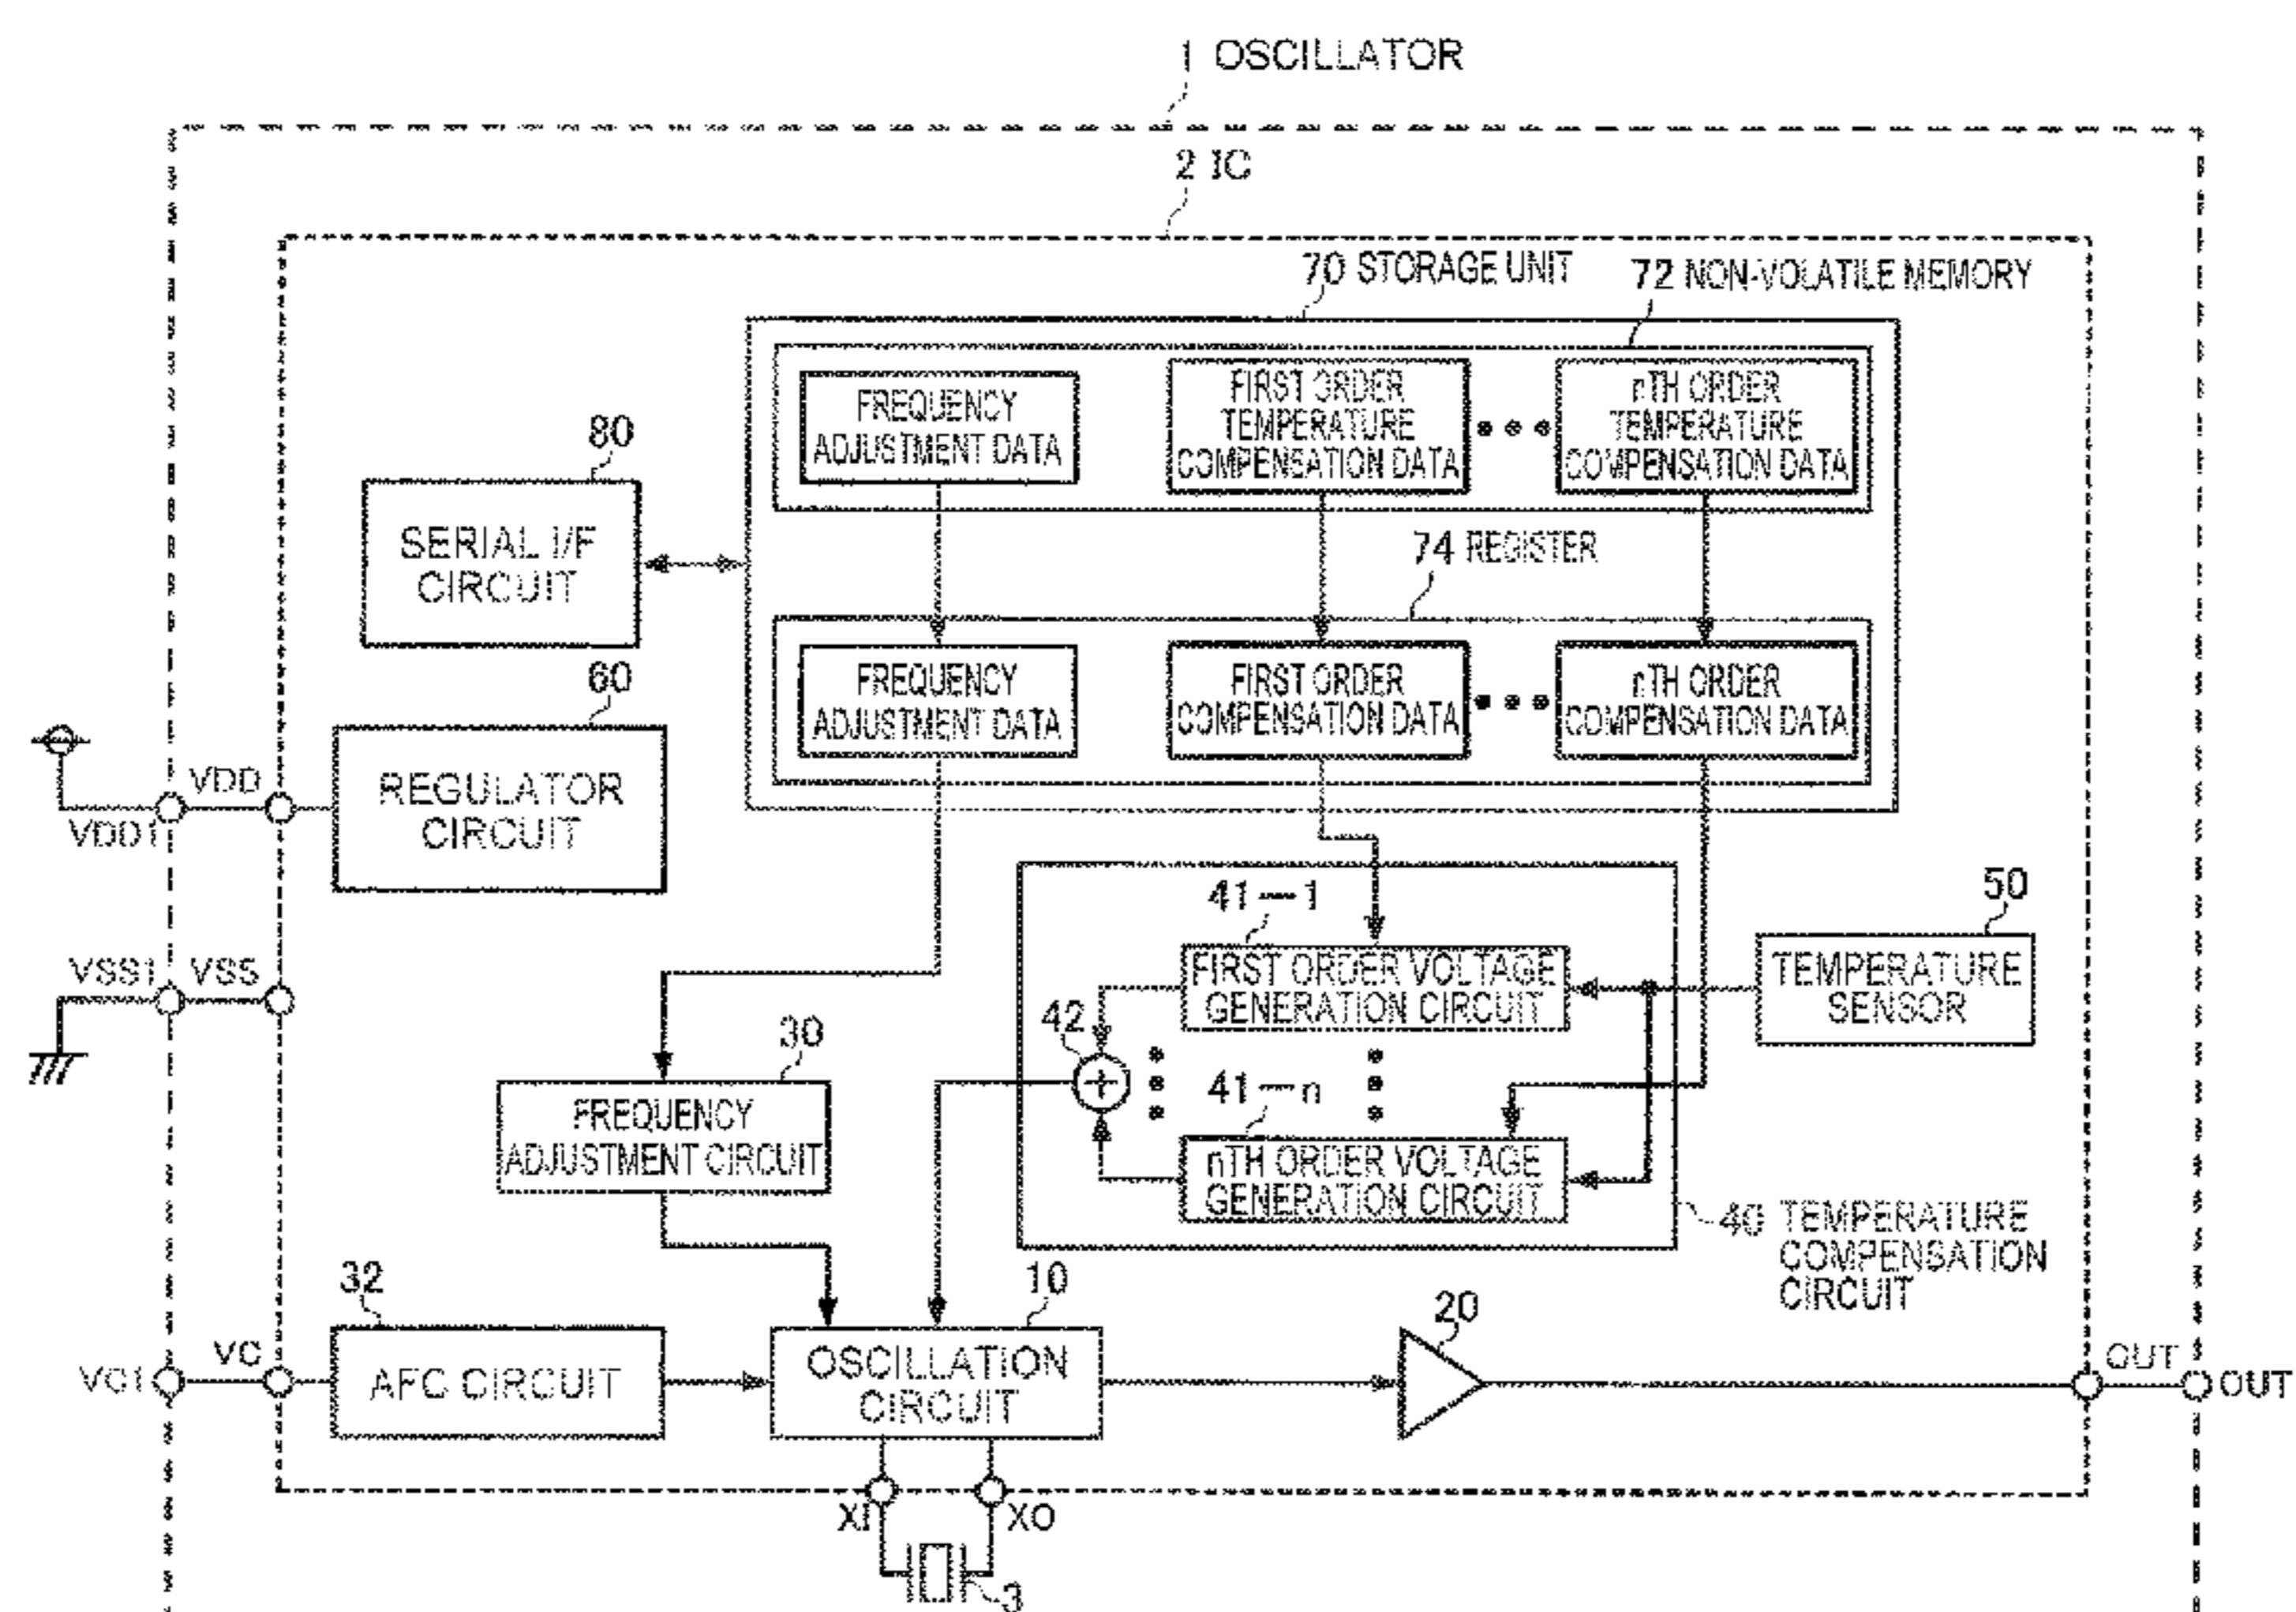 1 OSCILLATOR
2 IC
70 STORAGE UNIT
72 NON-VOLATILE MEMORY
FREQUENCY
ADJUSTMENT DATA
FIRST ORDER
TEMPERATURE
COMPENSATION DATA
nTH ORDER
TEMPERATURE
COMPENSATION DATA
80
SERIAL I/F
CIRCUIT
74 REGISTER
FREQUENCY
ADJUSTMENT DATA
FIRST ORDER
COMPENSATION DATA
nTH ORDER
COMPENSATION DATA
60
REGULATOR
CIRCUIT
VDD
VDD1
41-1
FIRST ORDER VOLTAGE
GENERATION CIRCUIT
50
TEMPERATURE
SENSOR
VSS1
VSS
42
30
FREQUENCY
ADJUSTMENT CIRCUIT
41-n
nTH ORDER VOLTAGE
GENERATION CIRCUIT
40 TEMPERATURE
COMPENSATION
CIRCUIT
32
AFC CIRCUIT
VC1
VC
10
OSCILLATION
CIRCUIT
20
OUT
OUT
XI
XO
3